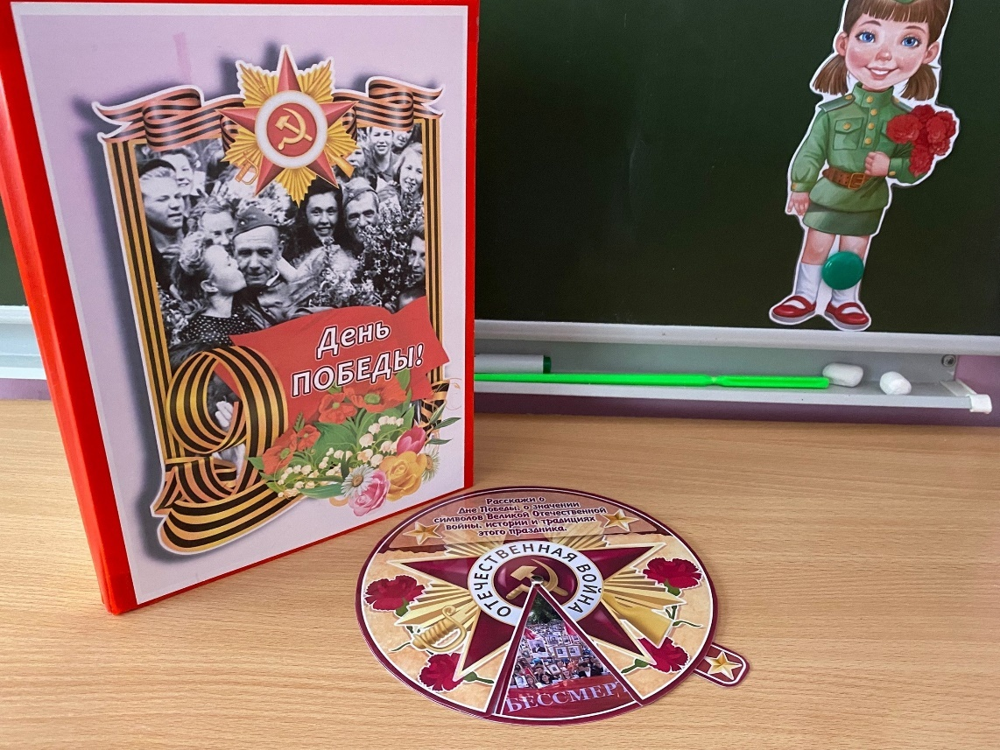 День
ПОБЕДЫ!
Расскажи о
Дне Победы, о значении
символов Великой Отечественной
войны, истории и традициях
этого праздника.
ОТЕЧЕСТВЕННАЯ ВОЙНА
БЕССМЕР